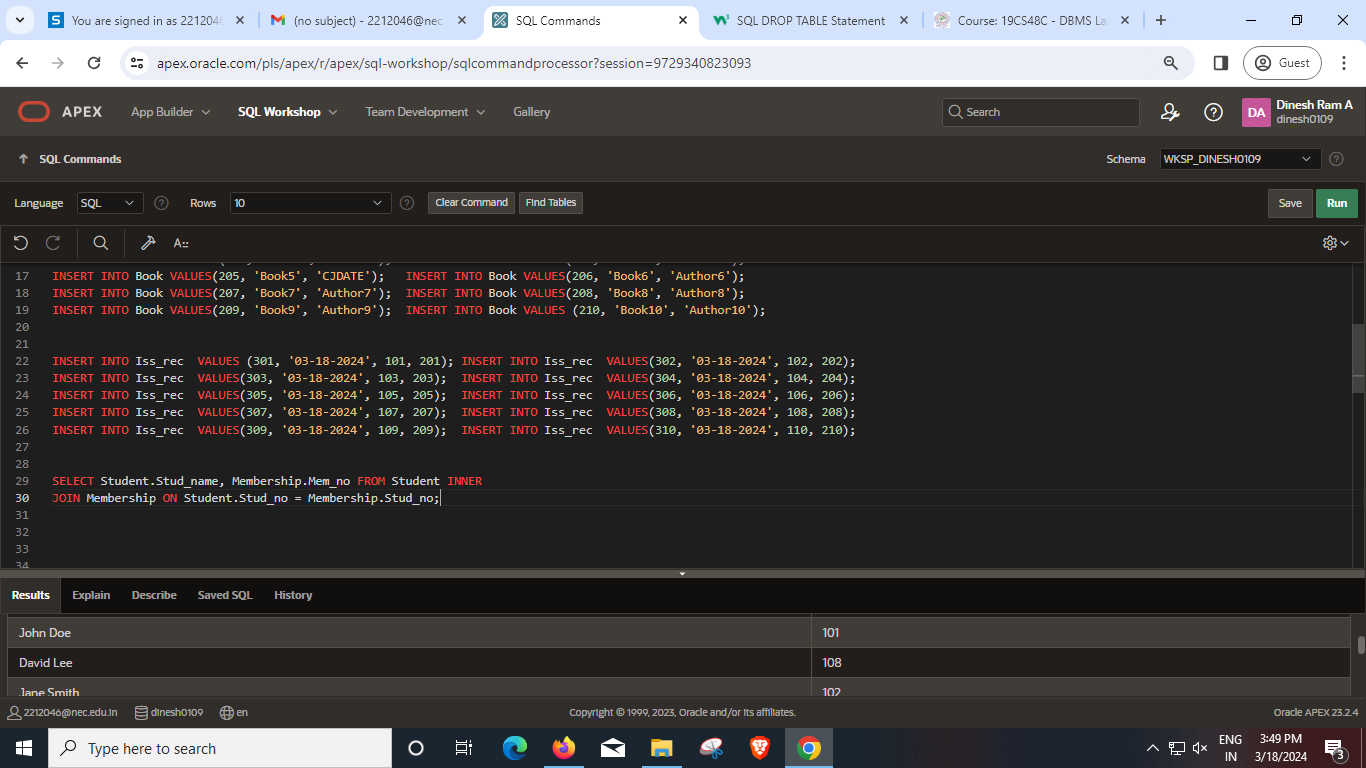 You are signed in as 2212046
(no subject) - 2212046@nec.
SQL Commands
SQL DROP TABLE Statement
Course: 19CS48C - DBMS La
apex.oracle.com/pls/apex/r/apex/sql-workshop/sqlcommandprocessor?session=9729340823093
Guest
APEX
App Builder
SQL Workshop
Team Development
Gallery
Search
DA
Dinesh Ram A
dinesh0109
SQL Commands
Schema
WKSP_DINESH0109
Language
SQL
Rows
10
Clear Command
Find Tables
Save
Run
17 INSERT INTO Book VALUES(205, 'Book5', 'CJDATE'); INSERT INTO Book VALUES(206, 'Book6', 'Author6');
18 INSERT INTO Book VALUES(207, 'Book7', 'Author7'); INSERT INTO Book VALUES(208, 'Book8', 'Author8');
19 INSERT INTO Book VALUES(209, 'Book9', 'Author9'); INSERT INTO Book VALUES (210, 'Book10', 'Author10');
20
21
22 INSERT INTO Iss_rec VALUES (301, '03-18-2024', 101, 201); INSERT INTO Iss_rec VALUES(302, '03-18-2024', 102, 202);
23 INSERT INTO Iss_rec VALUES(303, '03-18-2024', 103, 203); INSERT INTO Iss_rec VALUES(304, '03-18-2024', 104, 204);
24 INSERT INTO Iss_rec VALUES(305, '03-18-2024', 105, 205); INSERT INTO Iss_rec VALUES(306, '03-18-2024', 106, 206);
25 INSERT INTO Iss_rec VALUES(307, '03-18-2024', 107, 207); INSERT INTO Iss_rec VALUES(308, '03-18-2024', 108, 208);
26 INSERT INTO Iss_rec VALUES(309, '03-18-2024', 109, 209); INSERT INTO Iss_rec VALUES(310, '03-18-2024', 110, 210);
27
28
29 SELECT Student.Stud_name, Membership.Mem_no FROM Student INNER
30 JOIN Membership ON Student.Stud_no = Membership.Stud_no;
31
32
33
34
Results
Explain
Describe
Saved SQL
History
John Doe 101
David Lee 108
Jane Smith 102
2212046@nec.edu.in
dinesh0109
en
Copyright © 1999, 2023, Oracle and/or its affiliates.
Oracle APEX 23.2.4
Type here to search
ENG
IN
3:49 PM
3/18/2024
3